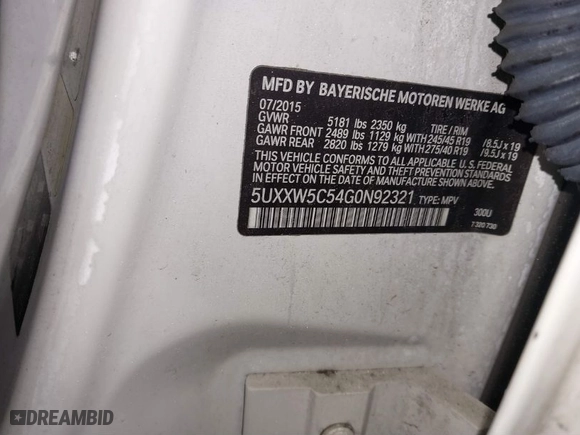 MFD BY BAYERISCHE MOTOREN WERKE AG
07/2015
GVWR 5181 lbs 2350 kg TIRE / RIM
GAWR FRONT 2489 lbs 1129 kg WITH 245/45 R19 /8.5J x 19
GAWR REAR 2820 lbs 1279 kg WITH 275/40 R19 /9.5J x 19
THIS VEHICLE CONFORMS TO ALL APPLICABLE U.S. FEDERAL
MOTOR VEHICLE SAFETY AND THEFT PREVENTION STANDARDS IN EFFECT ON THE
DATE OF MANUFACTURE SHOWN ABOVE.
5UXXW5C54G0N92321 TYPE: MPV
300U
7 320 730
DREAMBID